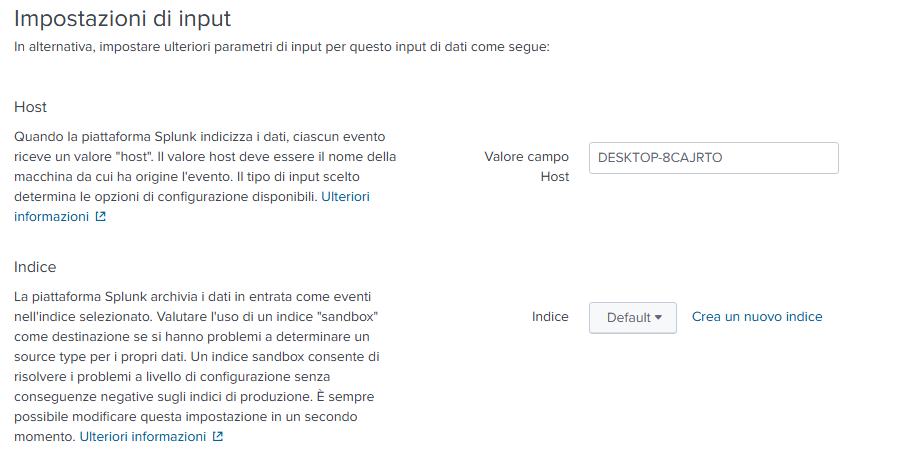 Impostazioni di input
In alternativa, impostare ulteriori parametri di input per questo input di dati come segue:
Host
Quando la piattaforma Splunk indicizza i dati, ciascun evento
riceve un valore "host". Il valore host deve essere il nome della
macchina da cui ha origine l'evento. Il tipo di input scelto
determina le opzioni di configurazione disponibili. Ulteriori
informazioni
Valore campo
Host
DESKTOP-8CAJRTO
Indice
La piattaforma Splunk archivia i dati in entrata come eventi
nell'indice selezionato. Valutare l'uso di un indice "sandbox"
come destinazione se si hanno problemi a determinare un
source type per i propri dati. Un indice sandbox consente di
risolvere i problemi a livello di configurazione senza
conseguenze negative sugli indici di produzione. È sempre
possibile modificare questa impostazione in un secondo
momento. Ulteriori informazioni
Indice
Default
Crea un nuovo indice